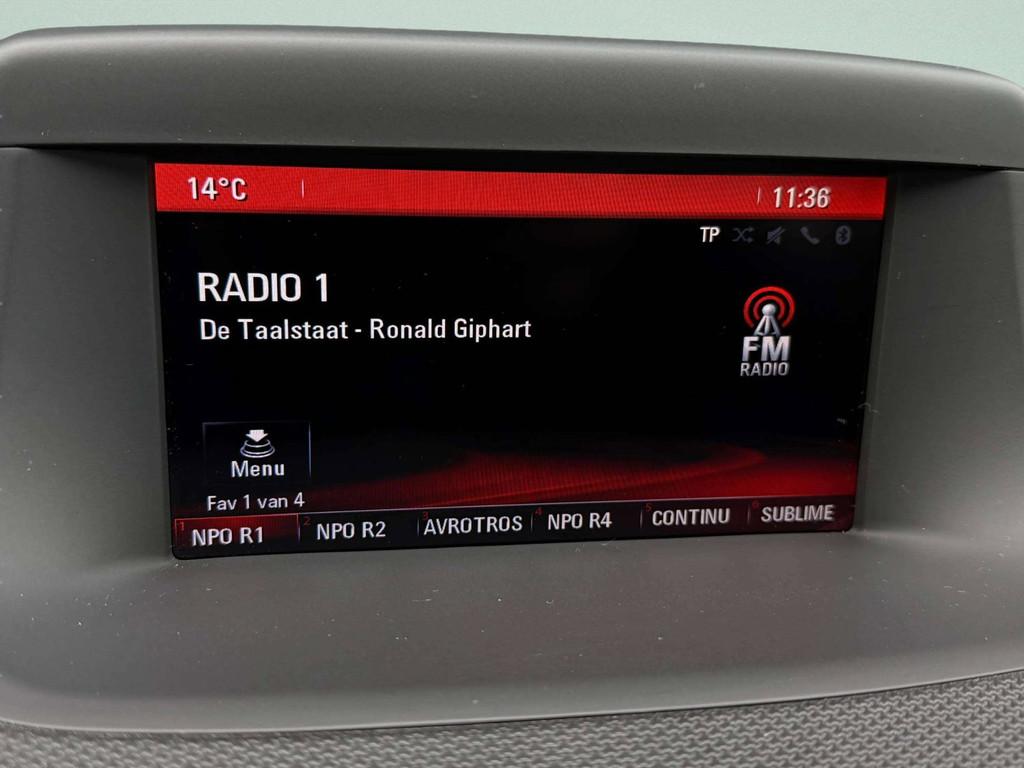 14°C 11:36
TP
RADIO 1
De Taalstaat - Ronald Giphart
FM
RADIO
Menu
Fav 1 van 4
1 NPO R1 2 NPO R2 3 AVROTROS 4 NPO R4 5 CONTINU 6 SUBLIME